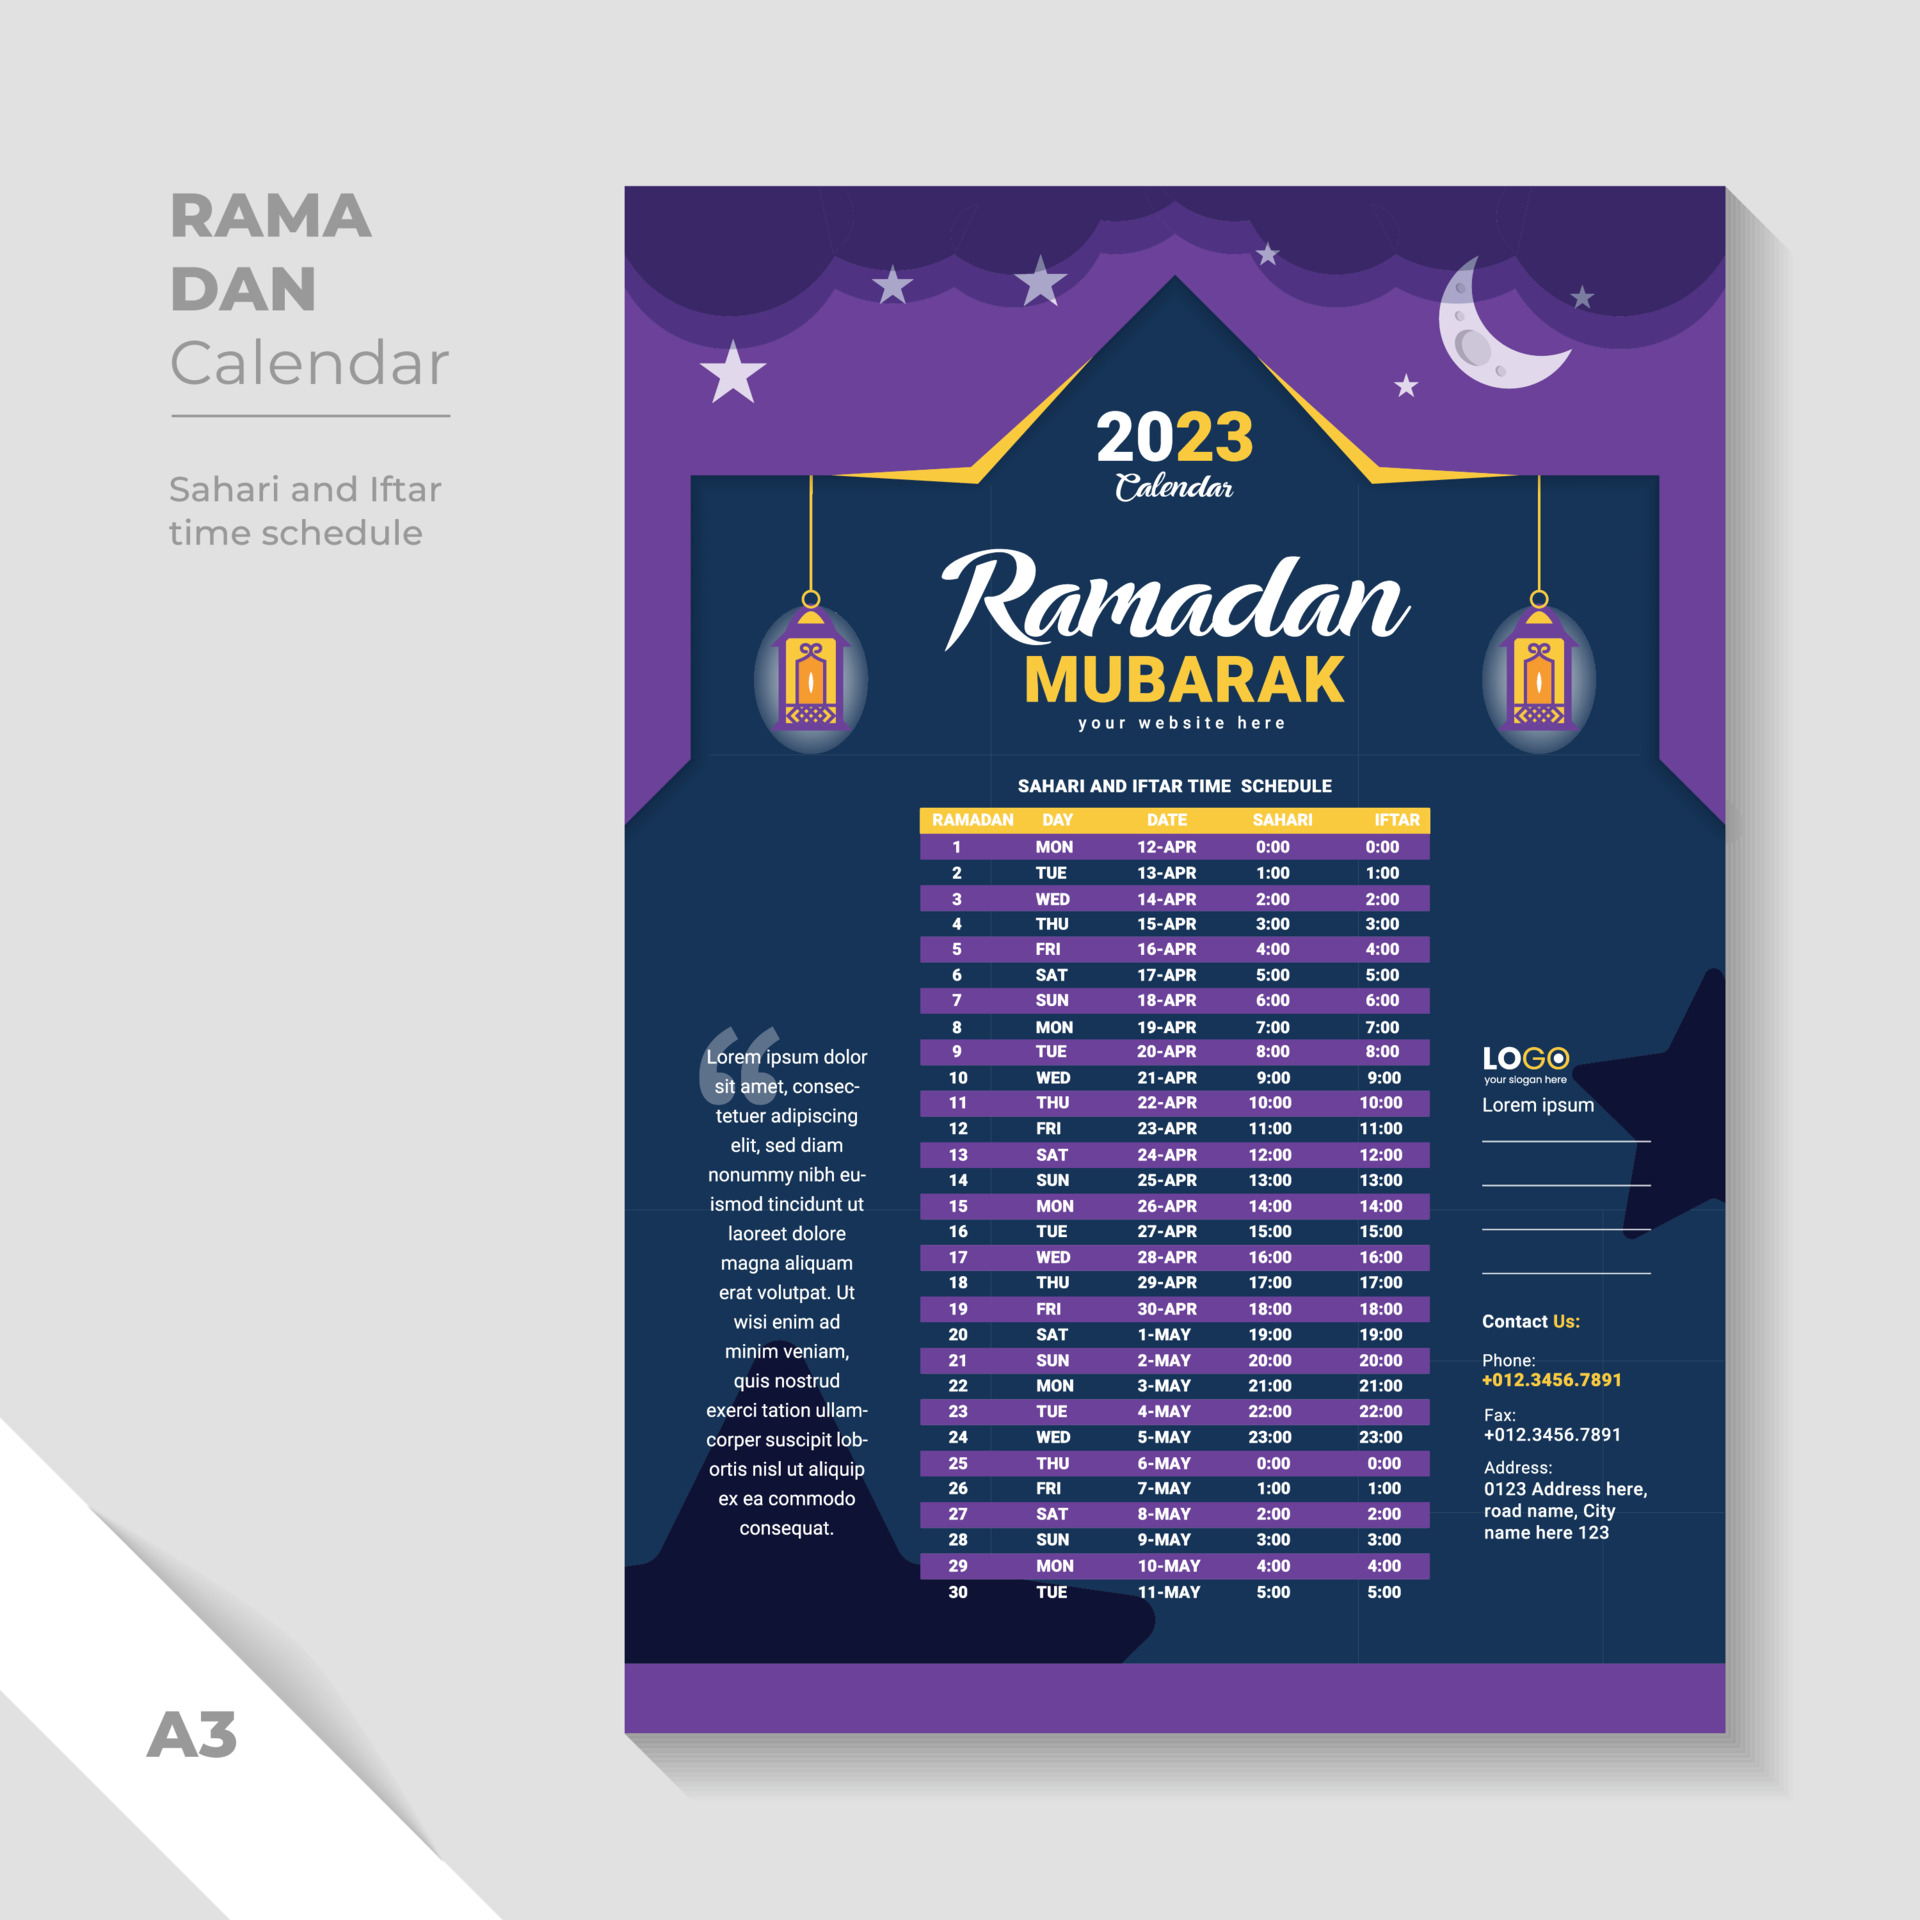 RAMA
DAN
Calendar
Sahari and Iftar
time schedule
A3
2023
Calendar
Ramadan
MUBARAK
your website here
SAHARI AND IFTAR TIME SCHEDULE
RAMADAN DAY DATE SAHARI IFTAR
1 MON 12-APR 0:00 0:00
2 TUE 13-APR 1:00 1:00
3 WED 14-APR 2:00 2:00
4 THU 15-APR 3:00 3:00
5 FRI 16-APR 4:00 4:00
6 SAT 17-APR 5:00 5:00
7 SUN 18-APR 6:00 6:00
8 MON 19-APR 7:00 7:00
9 TUE 20-APR 8:00 8:00
10 WED 21-APR 9:00 9:00
11 THU 22-APR 10:00 10:00
12 FRI 23-APR 11:00 11:00
13 SAT 24-APR 12:00 12:00
14 SUN 25-APR 13:00 13:00
15 MON 26-APR 14:00 14:00
16 TUE 27-APR 15:00 15:00
17 WED 28-APR 16:00 16:00
18 THU 29-APR 17:00 17:00
19 FRI 30-APR 18:00 18:00
20 SAT 1-MAY 19:00 19:00
21 SUN 2-MAY 20:00 20:00
22 MON 3-MAY 21:00 21:00
23 TUE 4-MAY 22:00 22:00
24 WED 5-MAY 23:00 23:00
25 THU 6-MAY 0:00 0:00
26 FRI 7-MAY 1:00 1:00
27 SAT 8-MAY 2:00 2:00
28 SUN 9-MAY 3:00 3:00
29 MON 10-MAY 4:00 4:00
30 TUE 11-MAY 5:00 5:00
“
Lorem ipsum dolor
sit amet, consec-
tetuer adipiscing
elit, sed diam
nonummy nibh eu-
ismod tincidunt ut
laoreet dolore
magna aliquam
erat volutpat. Ut
wisi enim ad
minim veniam,
quis nostrud
exerci tation ullam-
corper suscipit lob-
ortis nisl ut aliquip
ex ea commodo
consequat.
LOGO
your slogan here
Lorem ipsum
Contact Us:
Phone:
+012.3456.7891
Fax:
+012.3456.7891
Address:
0123 Address here,
road name, City
name here 123